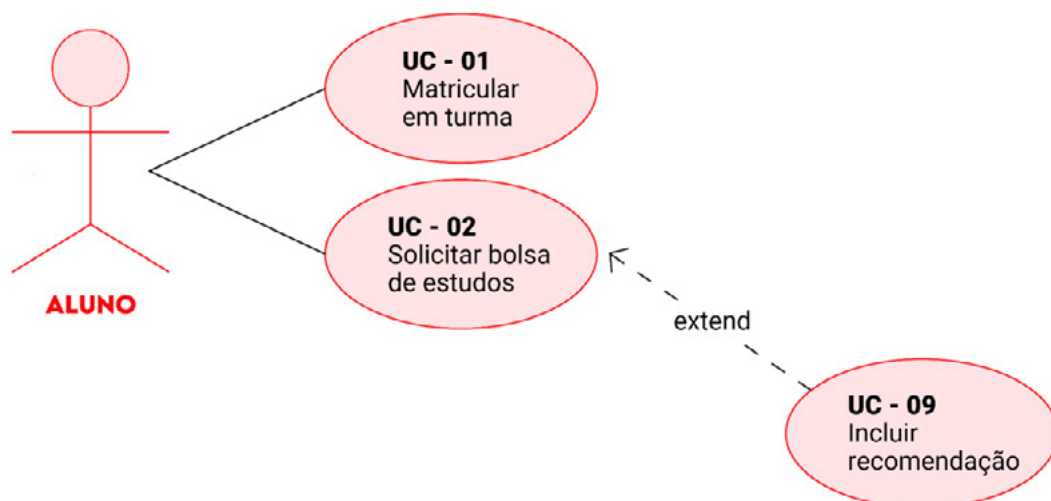 UC - 01
Matricular
em turma
UC - 02
Solicitar bolsa
de estudos
ALUNO
extend
UC - 09
Incluir
recomendação